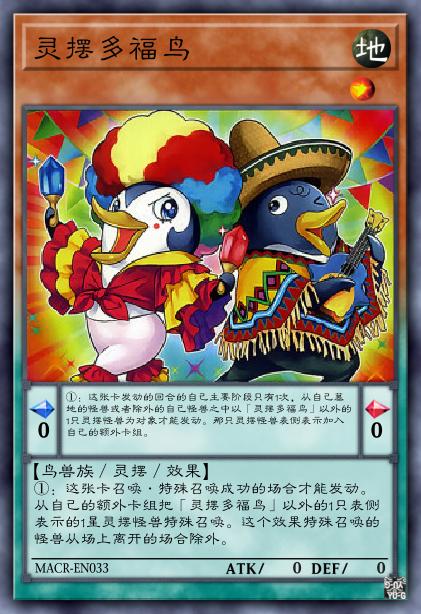 灵摆多福鸟
地
①：这张卡发动的回合的自己主要阶段只有1次，从自己墓
地的怪兽或者除外的自己怪兽之中以「灵摆多福鸟」以外的
1只灵摆怪兽为对象才能发动。那只灵摆怪兽表侧表示加入
自己的额外卡组。
0
0
【鸟兽族／灵摆／效果】
①：这张卡召唤·特殊召唤成功的场合才能发动。
从自己的额外卡组把「灵摆多福鸟」以外的1只表侧
表示的1星灵摆怪兽特殊召唤。这个效果特殊召唤的
怪兽从场上离开的场合除外。
MACR-EN033 ATK/ 0 DEF/ 0